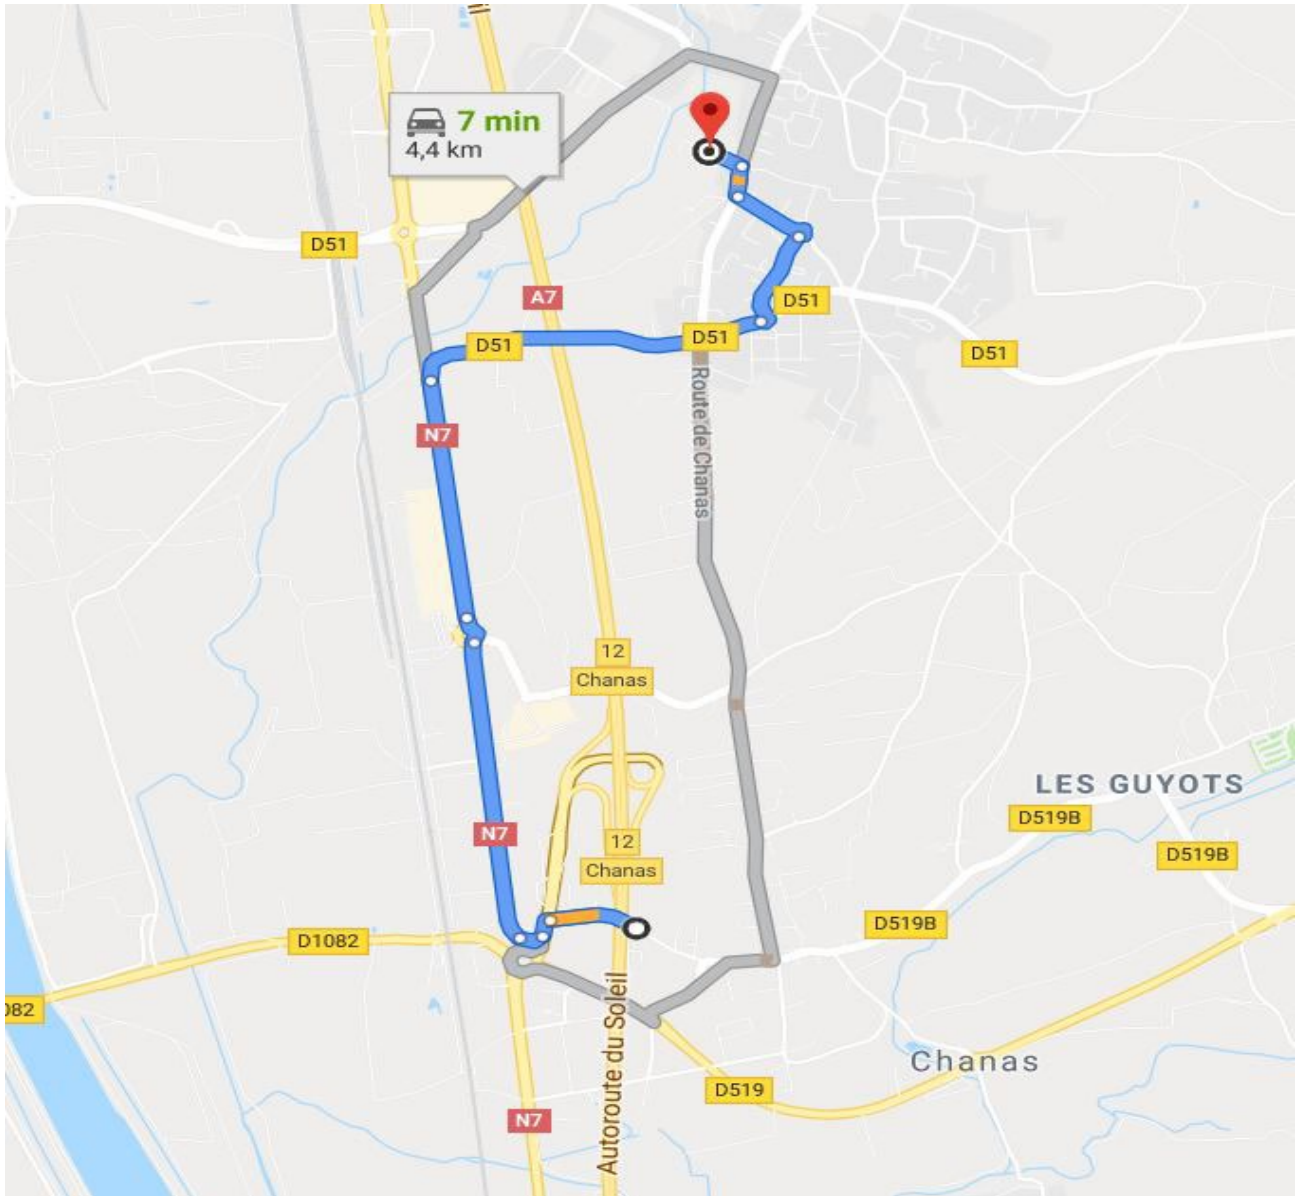 7 min
4,4 km
D51
A7
D51
D51
D51
D51
N7
Route de Chanas
12
Chanas
LES GUYOTS
D519B
N7
12
Chanas
D519B
D519B
D1082
082
Autoroute du Soleil
Chanas
D519
N7